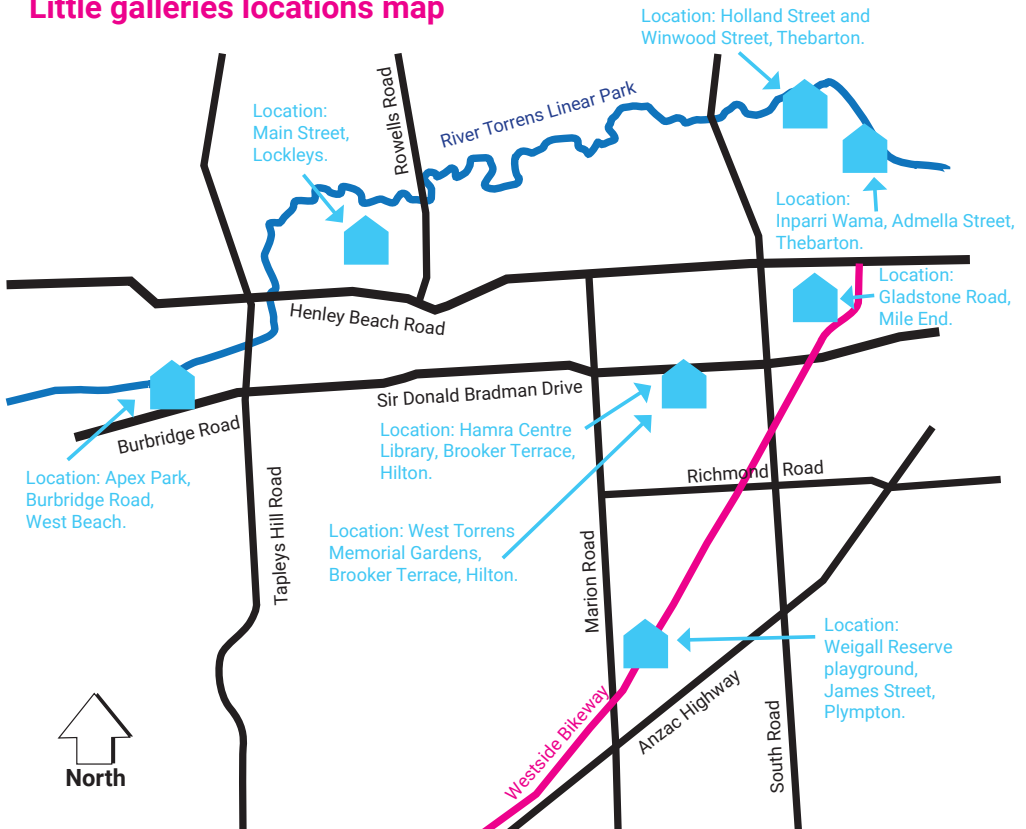 Little galleries locations map
Location: Holland Street and
Winwood Street, Thebarton.
Rowells Road
River Torrens Linear Park
Location:
Main Street,
Lockleys.
Location:
Inparri Wama, Admella Street,
Thebarton.
Location:
Gladstone Road,
Mile End.
Henley Beach Road
Sir Donald Bradman Drive
Burbridge Road
Location: Hamra Centre
Library, Brooker Terrace,
Hilton.
Richmond Road
Location: Apex Park,
Burbridge Road,
West Beach.
Tapleys Hill Road
Location: West Torrens
Memorial Gardens,
Brooker Terrace, Hilton.
Marion Road
Location:
Weigall Reserve
playground,
James Street,
Plympton.
Westside Bikeway
Anzac Highway
South Road
North